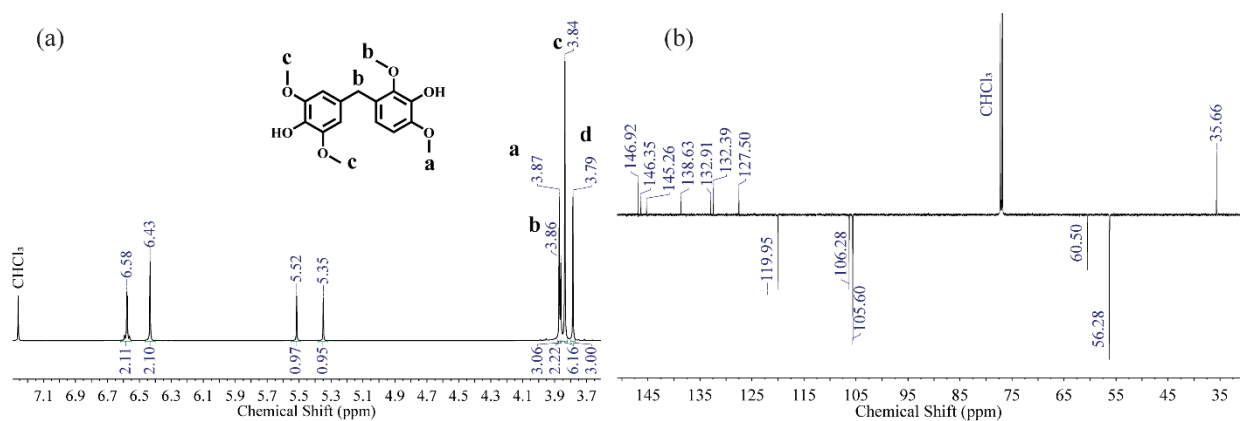 (a)
b
O
c
O
b
OH
HO
O
O
c
a
c
3.84
a
3.87
b
3.86
d
3.79
CHCl₃
6.58
6.43
5.52
5.35
2.11
2.10
0.97
0.95
3.06
2.22
6.16
3.00
7.1 6.9 6.7 6.5 6.3 6.1 5.9 5.7 5.5 5.3 5.1 4.9 4.7 4.5 4.3 4.1 3.9 3.7
Chemical Shift (ppm)
(b)
146.92
146.35
145.26
138.63
132.91
132.39
127.50
CHCl₃
35.66
119.95
106.28
105.60
60.50
56.28
145 135 125 115 105 95 85 75 65 55 45 35
Chemical Shift (ppm)